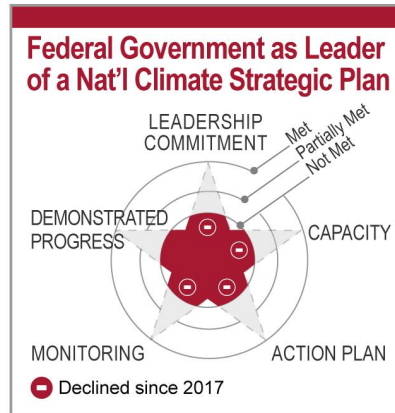 Federal Government as Leader
of a Nat'l Climate Strategic Plan
LEADERSHIP
COMMITMENT
Met
Partially Met
Not Met
DEMONSTRATED
PROGRESS
CAPACITY
MONITORING
ACTION PLAN
Declined since 2017